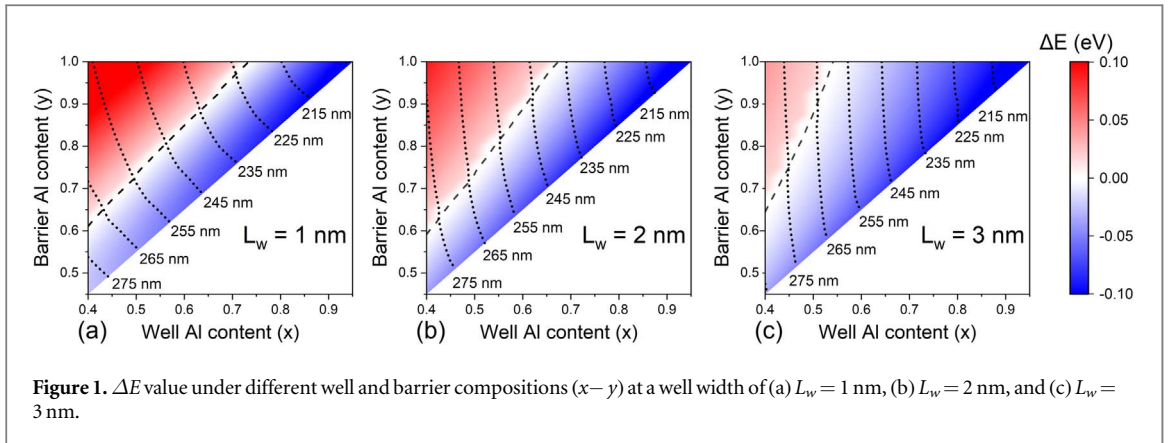 ΔE (eV)
1.0
0.9
0.8
0.7
0.6
0.5
Barrier Al content (y)
0.4 0.5 0.6 0.7 0.8 0.9
Well Al content (x)
(a)
215 nm
225 nm
235 nm
245 nm
255 nm
265 nm
275 nm
L_w = 1 nm
1.0
0.9
0.8
0.7
0.6
0.5
Barrier Al content (y)
0.4 0.5 0.6 0.7 0.8 0.9
Well Al content (x)
(b)
215 nm
225 nm
235 nm
245 nm
255 nm
265 nm
275 nm
L_w = 2 nm
1.0
0.9
0.8
0.7
0.6
0.5
Barrier Al content (y)
0.4 0.5 0.6 0.7 0.8 0.9
Well Al content (x)
(c)
215 nm
225 nm
235 nm
245 nm
255 nm
265 nm
275 nm
L_w = 3 nm
0.10
0.05
0.00
-0.05
-0.10
Figure 1. ΔE value under different well and barrier compositions (x− y) at a well width of (a) L_w = 1 nm, (b) L_w = 2 nm, and (c) L_w =
3 nm.